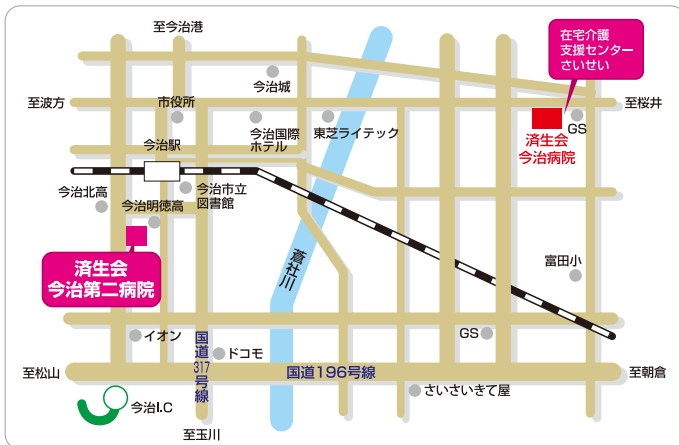 至今治港
在宅介護
支援センター
さいせい
今治城
至波方
市役所
至桜井
今治国際
ホテル
東芝ライテック
GS
済生会
今治病院
今治駅
今治北高
今治明徳高
今治市立
図書館
済生会
今治第二病院
蒼社川
富田小
イオン
国道317号線
ドコモ
GS
至松山
国道196号線
至朝倉
さいさいきて屋
今治I.C
至玉川